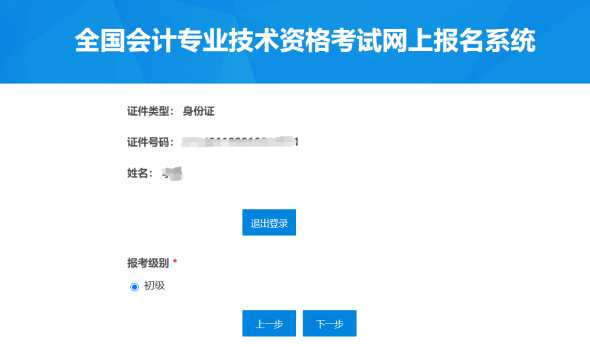 全国会计专业技术资格考试网上报名系统
证件类型： 身份证
证件号码：
姓名：
退出登录
报考级别 *
初级
上一步 下一步